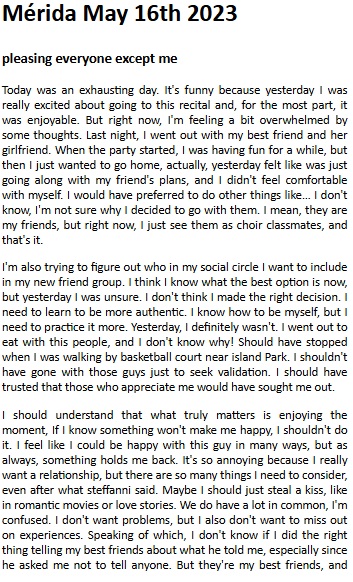 Mérida May 16th 2023
pleasing everyone except me
Today was an exhausting day. It's funny because yesterday I was
really excited about going to this recital and, for the most part, it
was enjoyable. But right now, I'm feeling a bit overwhelmed by
some thoughts. Last night, I went out with my best friend and her
girlfriend. When the party started, I was having fun for a while, but
then I just wanted to go home, actually, yesterday felt like was just
going along with my friend's plans, and I didn't feel comfortable
with myself. I would have preferred to do other things like... I don't
know, I'm not sure why I decided to go with them. I mean, they are
my friends, but right now, I just see them as choir classmates, and
that's it.
I'm also trying to figure out who in my social circle I want to include
in my new friend group. I think I know what the best option is now,
but yesterday I was unsure. I don't think I made the right decision. I
need to learn to be more authentic. I know how to be myself, but I
need to practice it more. Yesterday, I definitely wasn't. I went out to
eat with this people, and I don't know why! Should have stopped
when I was walking by basketball court near island Park. I shouldn't
have gone with those guys just to seek validation. I should have
trusted that those who appreciate me would have sought me out.
I should understand that what truly matters is enjoying the
moment, If I know something won't make me happy, I shouldn't do
it. I feel like I could be happy with this guy in many ways, but as
always, something holds me back. It's so annoying because I really
want a relationship, but there are so many things I need to consider,
even after what steffanni said. Maybe I should just steal a kiss, like
in romantic movies or love stories. We do have a lot in common, I'm
confused. I don't want problems, but I also don't want to miss out
on experiences. Speaking of which, I don't know if I did the right
thing telling my best friends about what he told me, especially since
he asked me not to tell anyone. But they're my best friends, and